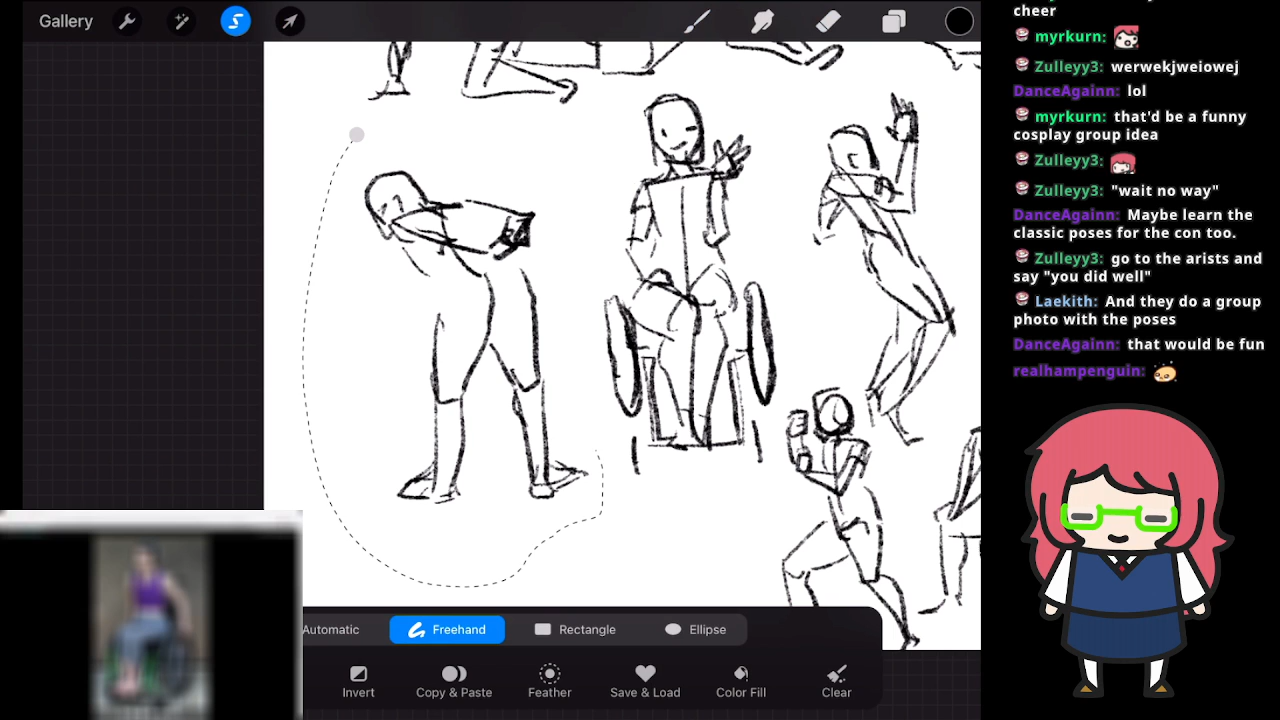 Gallery
cheer
myrkurn:
Zulleyy3: werwekjweiowej
DanceAgainn: lol
myrkurn: that'd be a funny
cosplay group idea
Zulleyy3:
Zulleyy3: "wait no way"
DanceAgainn: Maybe learn the
classic poses for the con too.
Zulleyy3: go to the arists and
say "you did well"
Laekith: And they do a group
photo with the poses
DanceAgainn: that would be fun
realhampenguin:
Automatic
Freehand
Rectangle
Ellipse
Invert
Copy & Paste
Feather
Save & Load
Color Fill
Clear